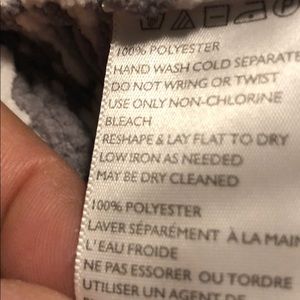 100% POLYESTER
HAND WASH COLD SEPARATE
DO NOT WRING OR TWIST
USE ONLY NON-CHLORINE
BLEACH
RESHAPE & LAY FLAT TO DRY
LOW IRON AS NEEDED
MAY BE DRY CLEANED
100% POLYESTER
LAVER SÉPARÉMENT À LA MAIN
L'EAU FROIDE
NE PAS ESSORER OU TORDRE
UTILISER UN AGENT